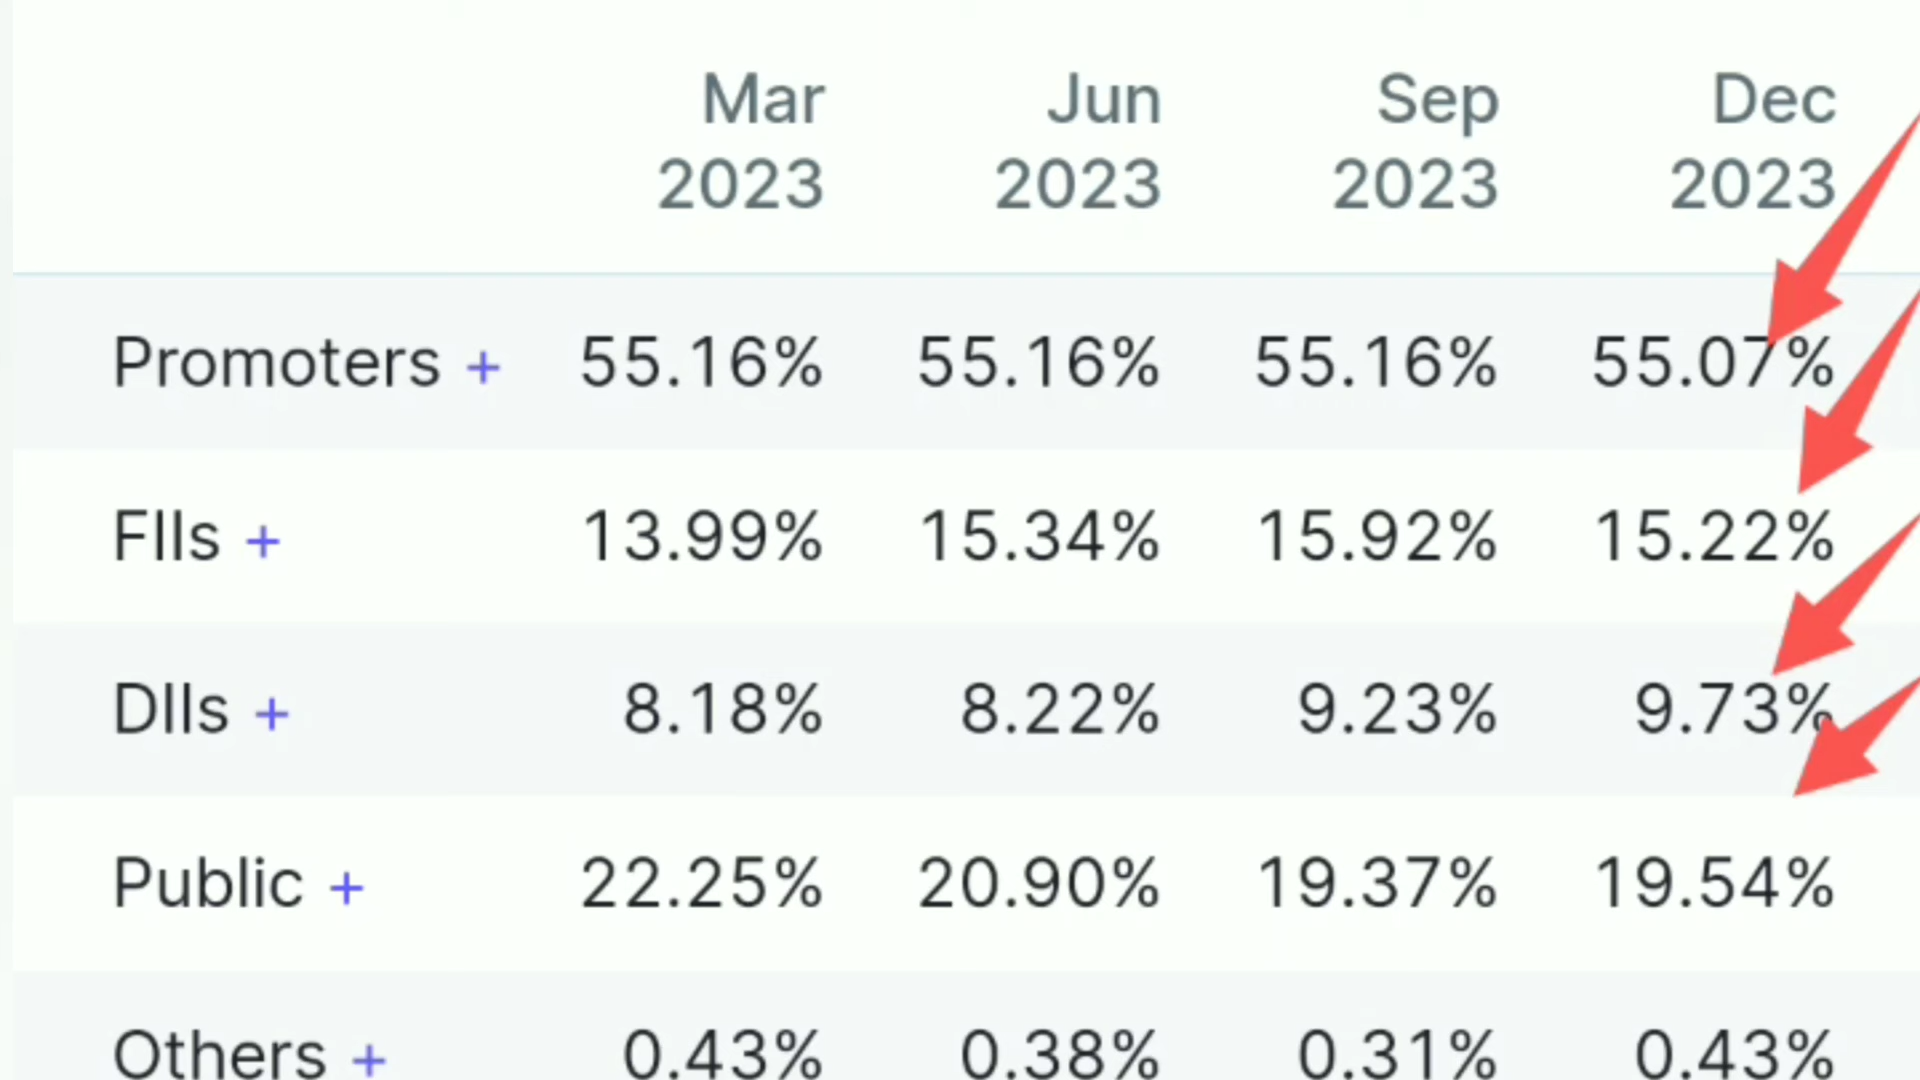 Mar Jun Sep Dec
2023 2023 2023 2023
Promoters + 55.16% 55.16% 55.16% 55.07%
FIIs + 13.99% 15.34% 15.92% 15.22%
DIIs + 8.18% 8.22% 9.23% 9.73%
Public + 22.25% 20.90% 19.37% 19.54%
Others + 0.43% 0.38% 0.31% 0.43%